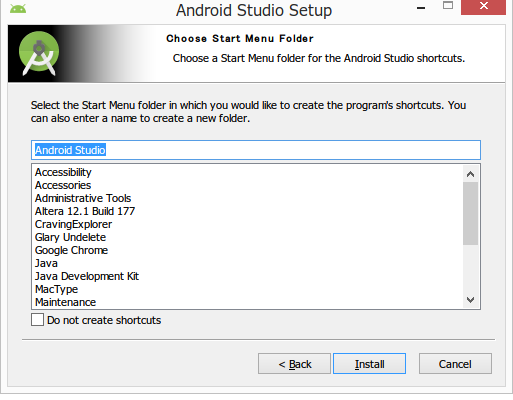 Android Studio Setup
Choose Start Menu Folder
Choose a Start Menu folder for the Android Studio shortcuts.
Select the Start Menu folder in which you would like to create the program's shortcuts. You
can also enter a name to create a new folder.
Android Studio
Accessibility
Accessories
Administrative Tools
Altera 12.1 Build 177
CravingExplorer
Glary Undelete
Google Chrome
Java
Java Development Kit
MacType
Maintenance
Do not create shortcuts
< Back
Install
Cancel